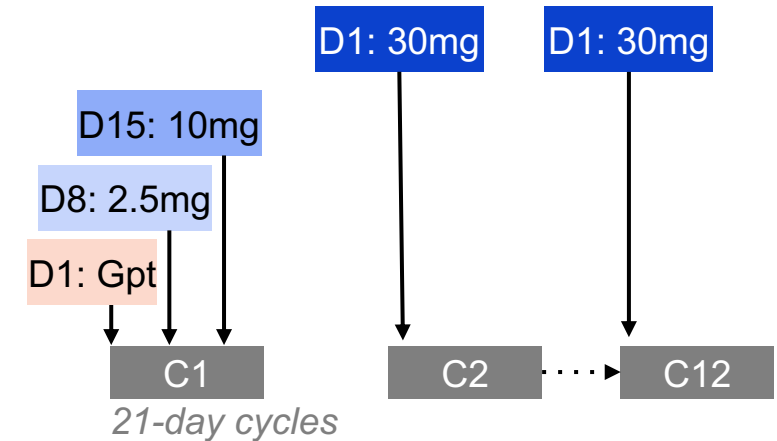 D1: 30mg
D1: 30mg
D15: 10mg
D8: 2.5mg
D1: Gpt
C1
C2
C12
21-day cycles